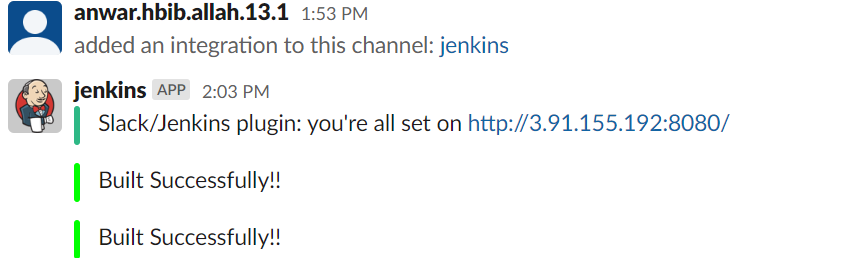 anwar.hbib.allah.13.1 1:53 PM
added an integration to this channel: jenkins
jenkins APP 2:03 PM
Slack/Jenkins plugin: you're all set on http://3.91.155.192:8080/
Built Successfully!!
Built Successfully!!